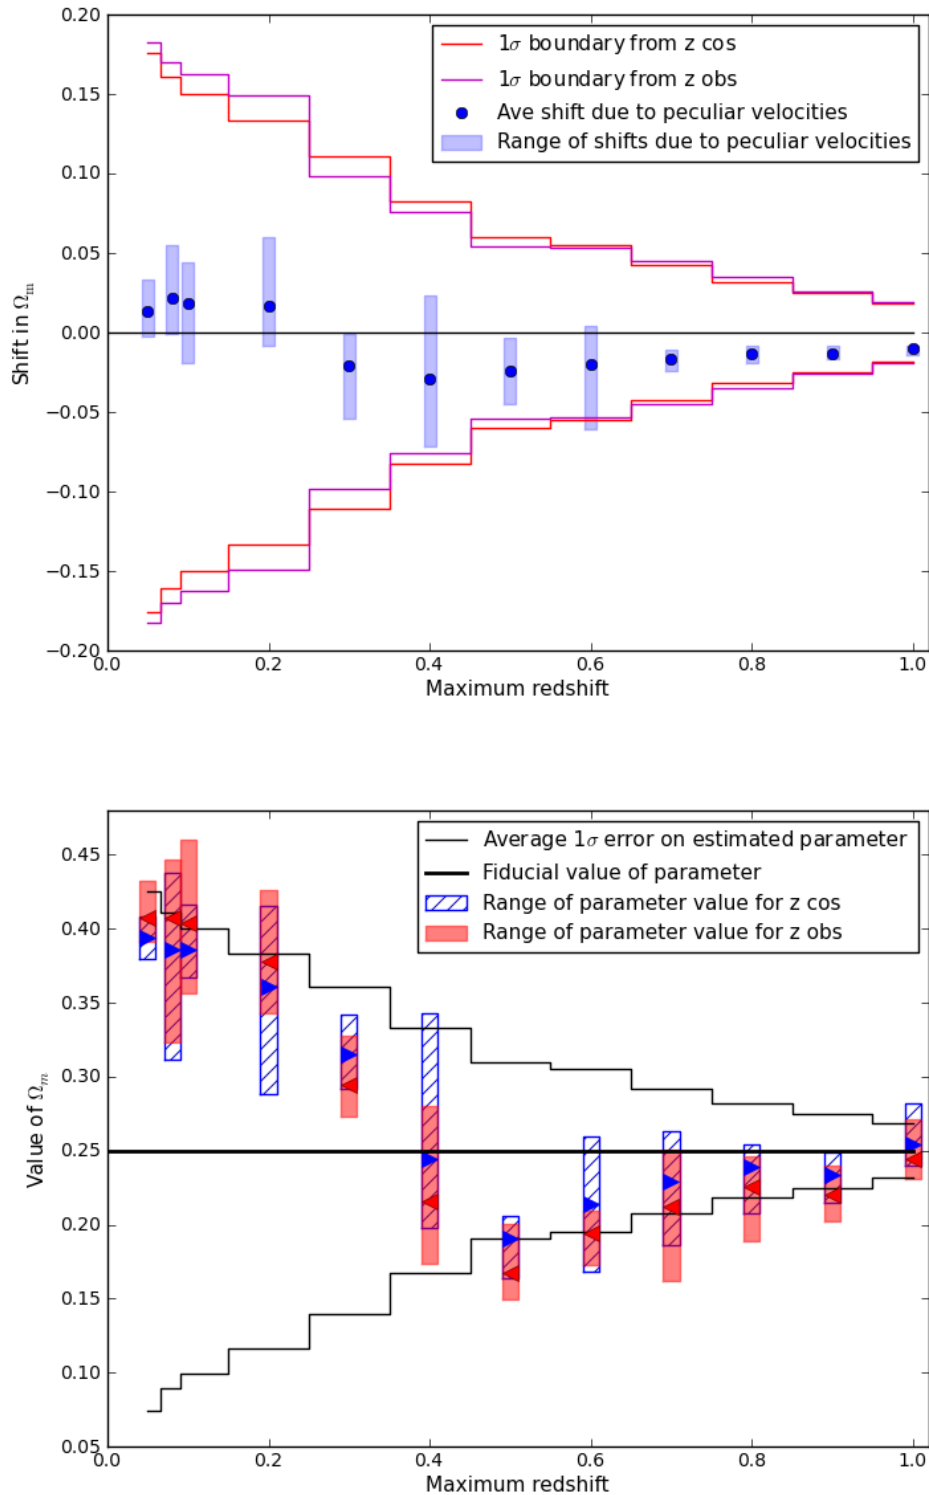 0.20
0.15
0.10
0.05
0.00
−0.05
−0.10
−0.15
−0.20
Shift in Ωm
1σ boundary from z cos
1σ boundary from z obs
Ave shift due to peculiar velocities
Range of shifts due to peculiar velocities
0.0 0.2 0.4 0.6 0.8 1.0
Maximum redshift
0.45
0.40
0.35
0.30
0.25
0.20
0.15
0.10
0.05
Value of Ωm
Average 1σ error on estimated parameter
Fiducial value of parameter
Range of parameter value for z cos
Range of parameter value for z obs
0.0 0.2 0.4 0.6 0.8 1.0
Maximum redshift